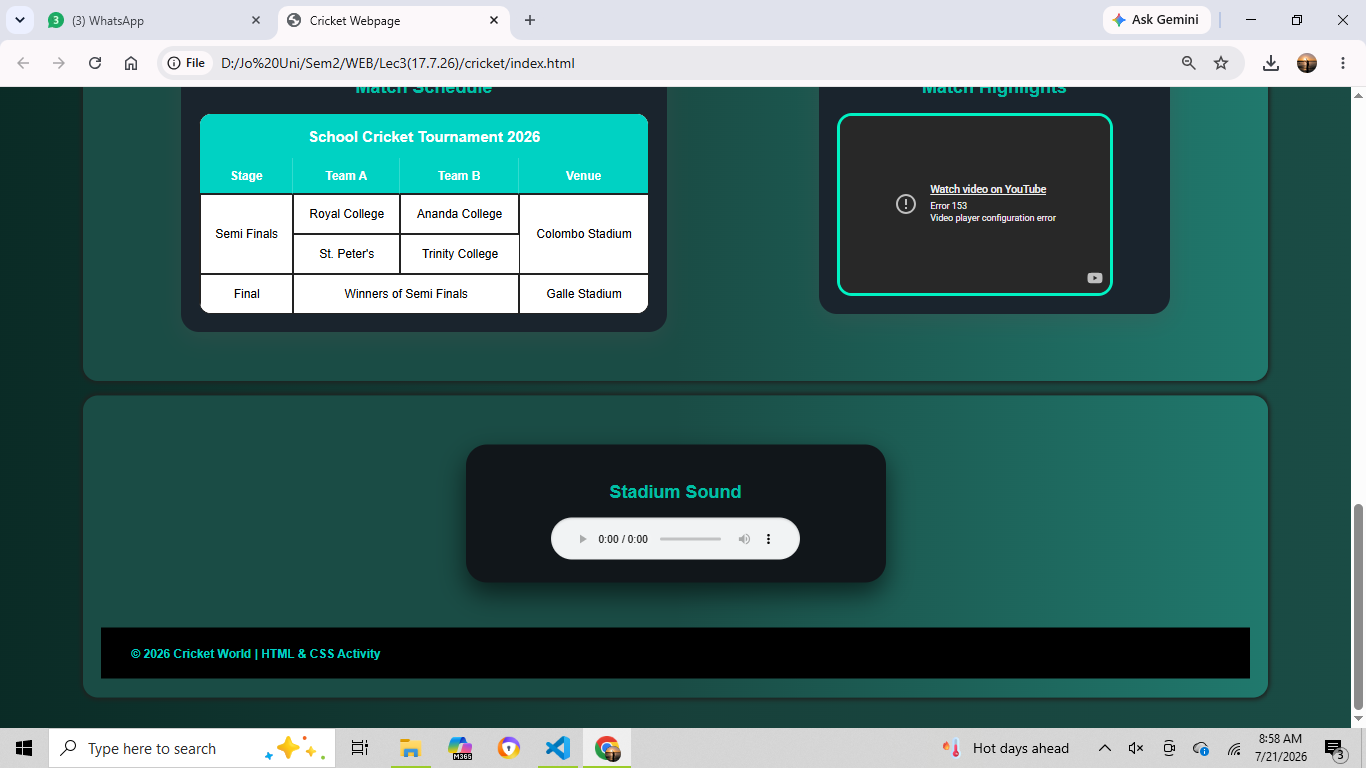 3
(3) WhatsApp
Cricket Webpage
Ask Gemini
File
D:/Jo%20Uni/Sem2/WEB/Lec3(17.7.26)/cricket/index.html
Match Schedule
Match Highlights
School Cricket Tournament 2026
Stage Team A Team B Venue
Royal College Ananda College
Semi Finals Colombo Stadium
St. Peter's Trinity College
Final Winners of Semi Finals Galle Stadium
Watch video on YouTube
Error 153
Video player configuration error
Stadium Sound
0:00 / 0:00
© 2026 Cricket World | HTML & CSS Activity
Type here to search
M365
Hot days ahead
8:58 AM
7/21/2026
3